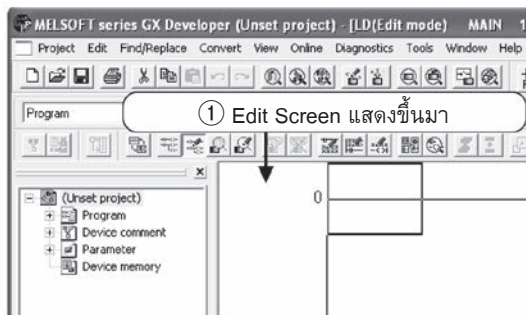 MELSOFT series GX Developer (Unset project) - [LD(Edit mode) MAIN 1
Project Edit Find/Replace Convert View Online Diagnostics Tools Window Help
Program
① Edit Screen แสดงขึ้นมา
0
(Unset project)
Program
Device comment
Parameter
Device memory